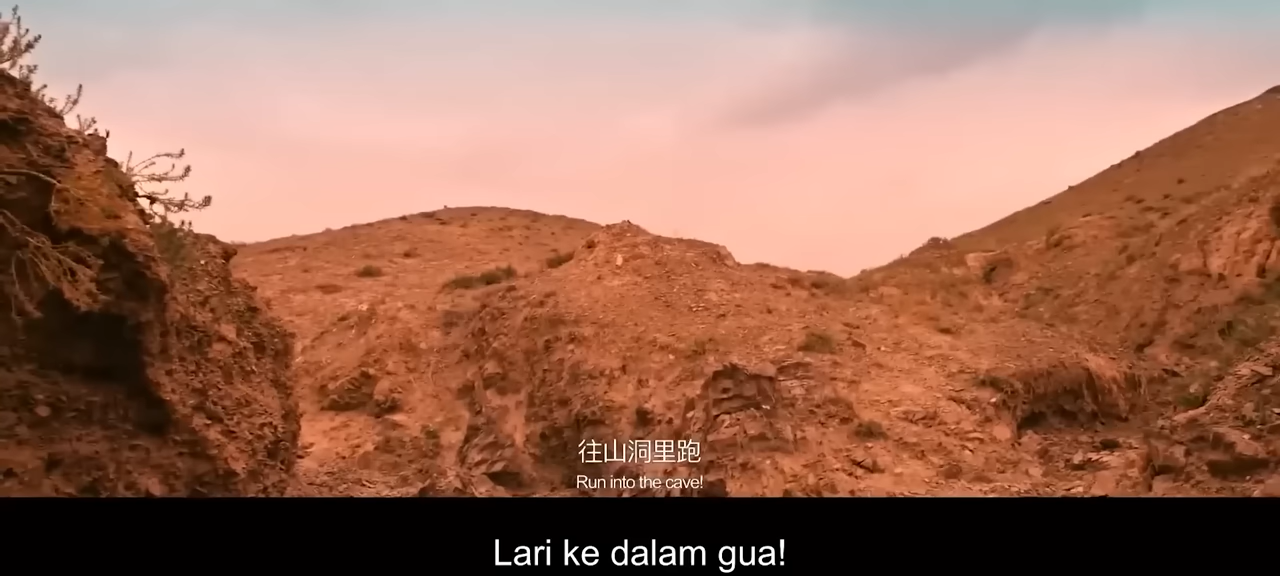 往山洞里跑
Run into the cave!
Lari ke dalam gua!